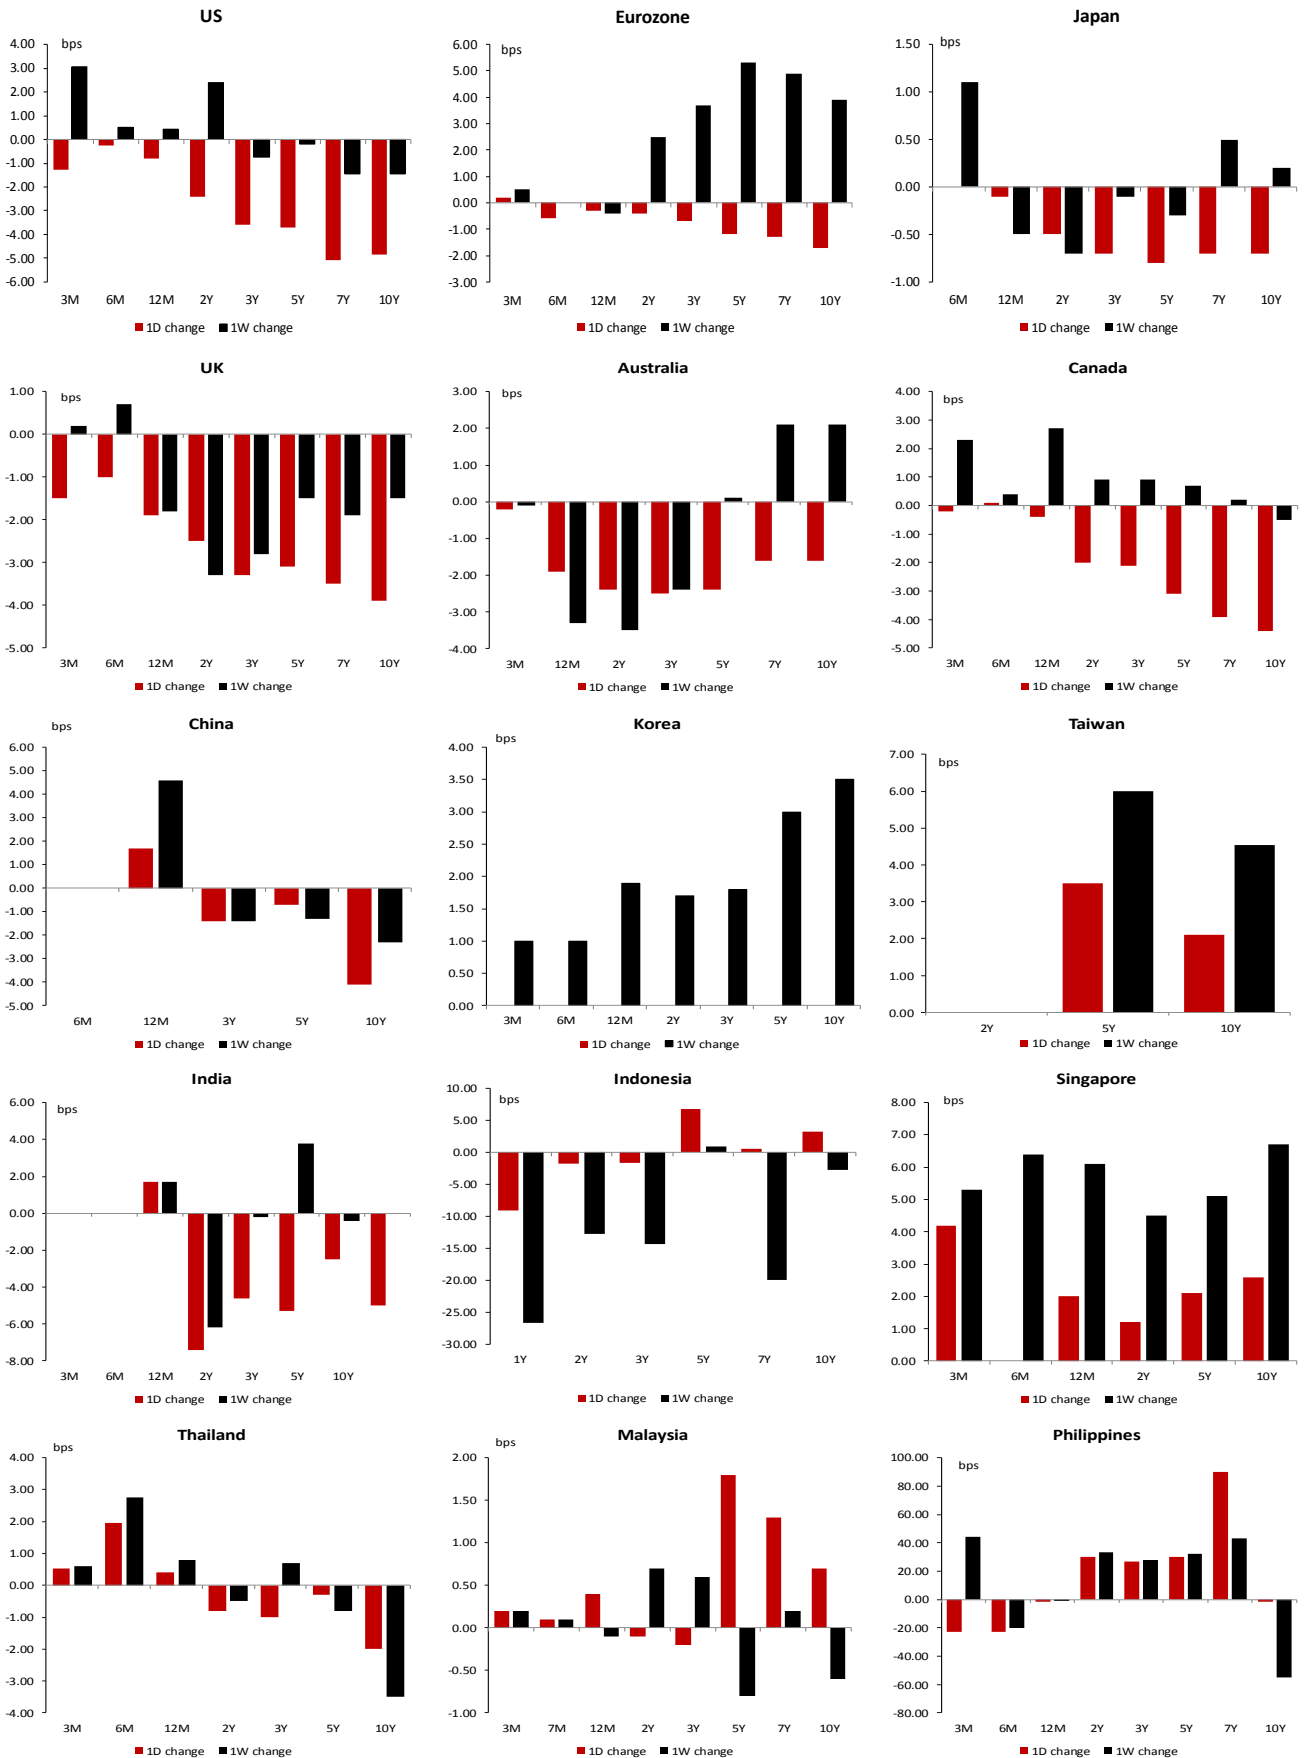 US
bps
4.00
3.00
2.00
1.00
0.00
-1.00
-2.00
-3.00
-4.00
-5.00
-6.00
3M 6M 12M 2Y 3Y 5Y 7Y 10Y
1D change 1W change
Eurozone
bps
6.00
5.00
4.00
3.00
2.00
1.00
0.00
-1.00
-2.00
-3.00
3M 6M 12M 2Y 3Y 5Y 7Y 10Y
1D change 1W change
Japan
bps
1.50
1.00
0.50
0.00
-0.50
-1.00
6M 12M 2Y 3Y 5Y 7Y 10Y
1D change 1W change
UK
bps
1.00
0.00
-1.00
-2.00
-3.00
-4.00
-5.00
3M 6M 12M 2Y 3Y 5Y 7Y 10Y
1D change 1W change
Australia
bps
3.00
2.00
1.00
0.00
-1.00
-2.00
-3.00
-4.00
3M 12M 2Y 3Y 5Y 7Y 10Y
1D change 1W change
Canada
bps
4.00
3.00
2.00
1.00
0.00
-1.00
-2.00
-3.00
-4.00
-5.00
3M 6M 12M 2Y 3Y 5Y 7Y 10Y
1D change 1W change
China
bps
6.00
5.00
4.00
3.00
2.00
1.00
0.00
-1.00
-2.00
-3.00
-4.00
-5.00
6M 12M 3Y 5Y 10Y
1D change 1W change
Korea
bps
4.00
3.50
3.00
2.50
2.00
1.50
1.00
0.50
0.00
3M 6M 12M 2Y 3Y 5Y 10Y
1D change 1W change
Taiwan
bps
7.00
6.00
5.00
4.00
3.00
2.00
1.00
0.00
2Y 5Y 10Y
1D change 1W change
India
bps
6.00
4.00
2.00
0.00
-2.00
-4.00
-6.00
-8.00
3M 6M 12M 2Y 3Y 5Y 10Y
1D change 1W change
Indonesia
bps
10.00
5.00
0.00
-5.00
-10.00
-15.00
-20.00
-25.00
-30.00
1Y 2Y 3Y 5Y 7Y 10Y
1D change 1W change
Singapore
bps
8.00
7.00
6.00
5.00
4.00
3.00
2.00
1.00
0.00
3M 6M 12M 2Y 5Y 10Y
1D change 1W change
Thailand
bps
4.00
3.00
2.00
1.00
0.00
-1.00
-2.00
-3.00
-4.00
3M 6M 12M 2Y 3Y 5Y 10Y
1D change 1W change
Malaysia
bps
2.00
1.50
1.00
0.50
0.00
-0.50
-1.00
3M 7M 12M 2Y 3Y 5Y 7Y 10Y
1D change 1W change
Philippines
bps
100.00
80.00
60.00
40.00
20.00
0.00
-20.00
-40.00
-60.00
-80.00
3M 6M 12M 2Y 3Y 5Y 7Y 10Y
1D change 1W change